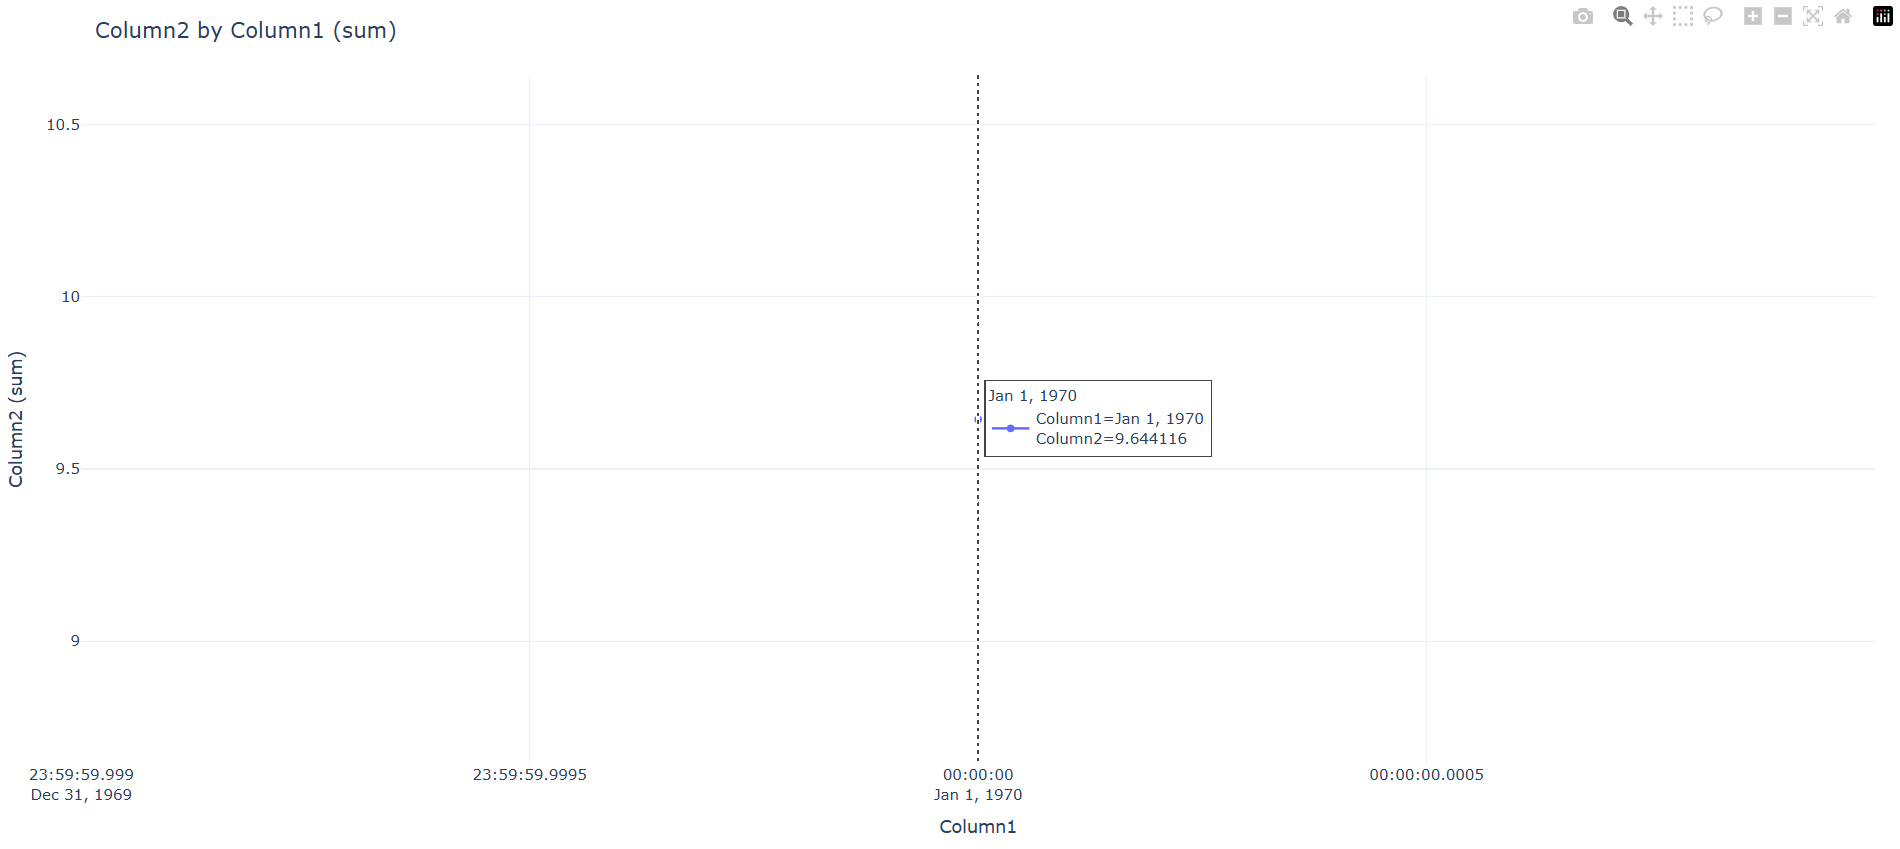 Column2 by Column1 (sum)
10.5
10
9.5
9
Column2 (sum)
Jan 1, 1970
Column1=Jan 1, 1970
Column2=9.644116
23:59:59.999
Dec 31, 1969
23:59:59.9995
00:00:00
Jan 1, 1970
00:00:00.0005
Column1